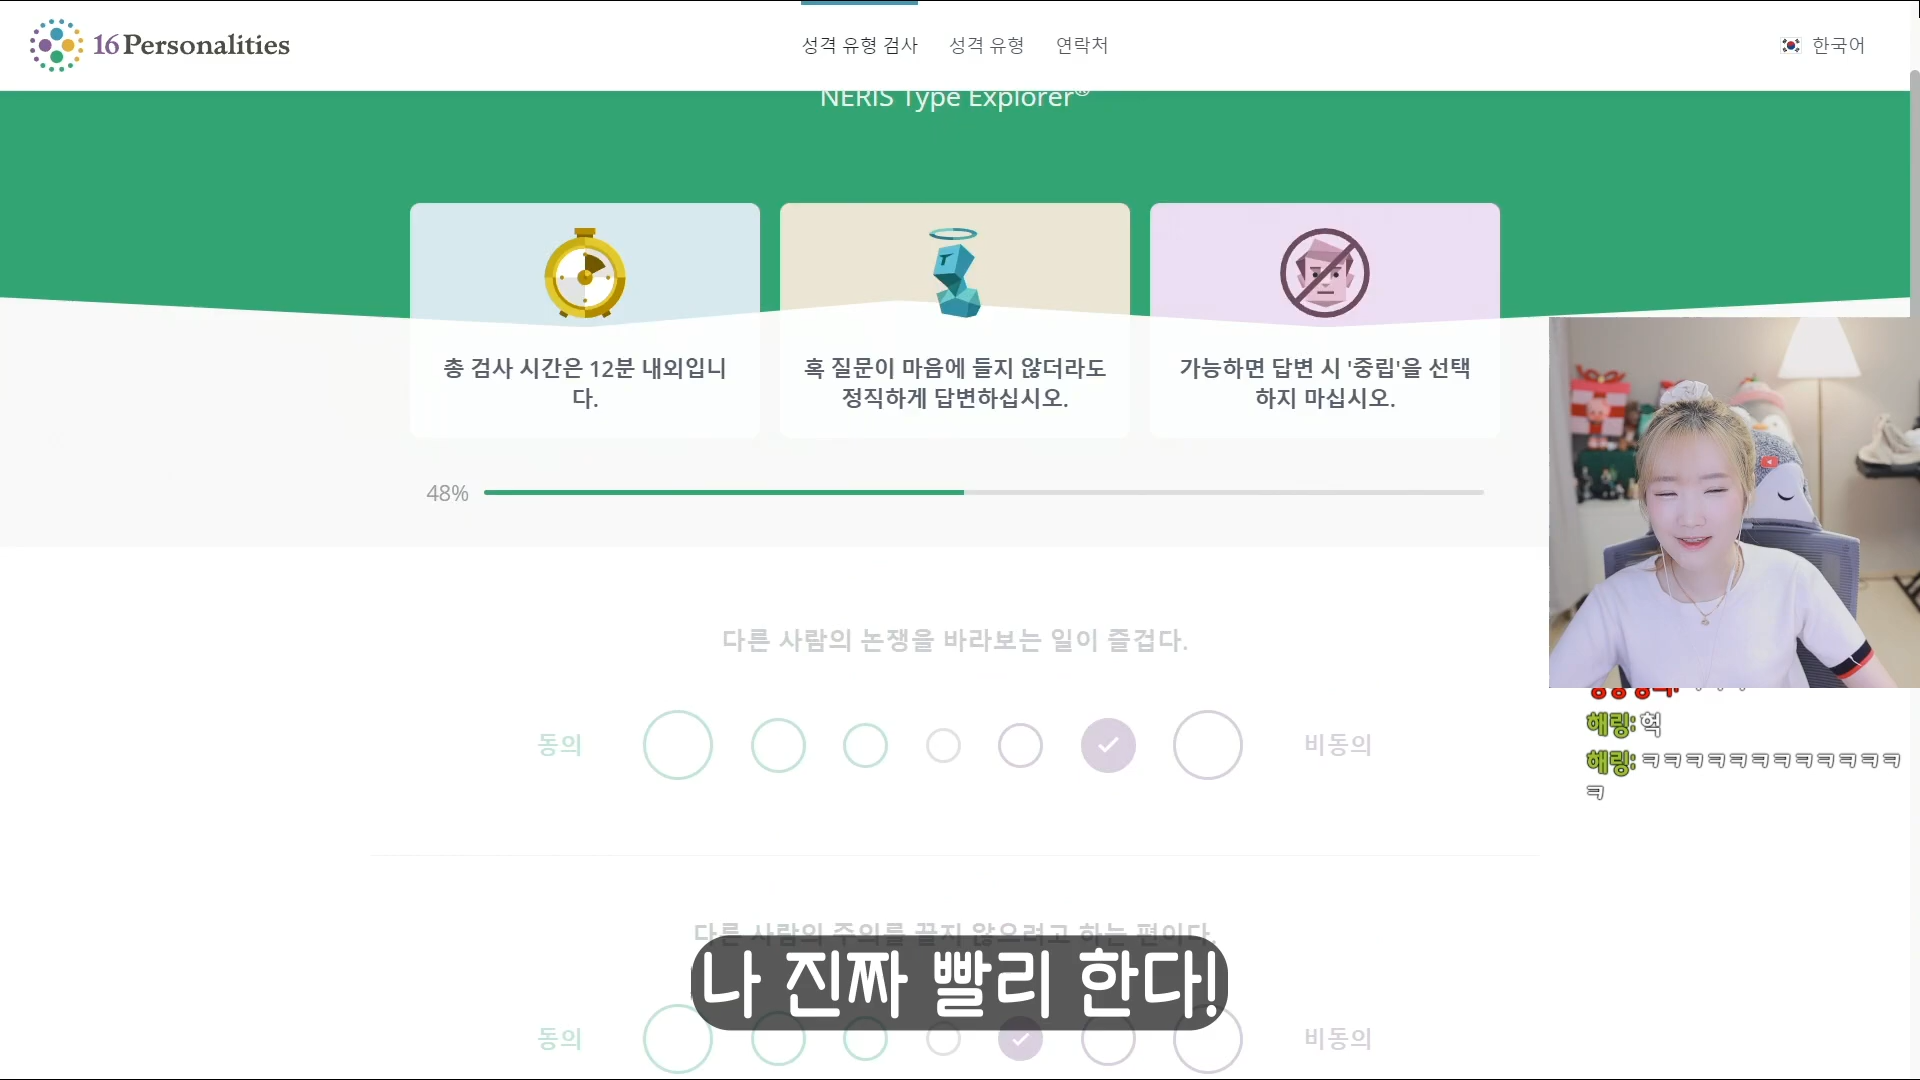 16Personalities
성격 유형 검사
성격 유형
연락처
한국어
NERIS Type Explorer®
총 검사 시간은 12분 내외입니
다.
혹 질문이 마음에 들지 않더라도
정직하게 답변하십시오.
가능하면 답변 시 '중립'을 선택
하지 마십시오.
48%
다른 사람의 논쟁을 바라보는 일이 즐겁다.
동의
비동의
해링: 헉
해링: ㅋㅋㅋㅋㅋㅋㅋㅋㅋㅋㅋㅋ
ㅋ
다른 사람의 주의를 끌지 않으려고 하는 편이다.
나 진짜 빨리 한다!
동의
비동의